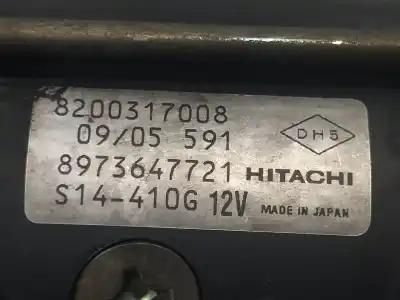 8200317008
09/05 591
DH5
8973647721 HITACHI
S14-410G 12V MADE IN JAPAN